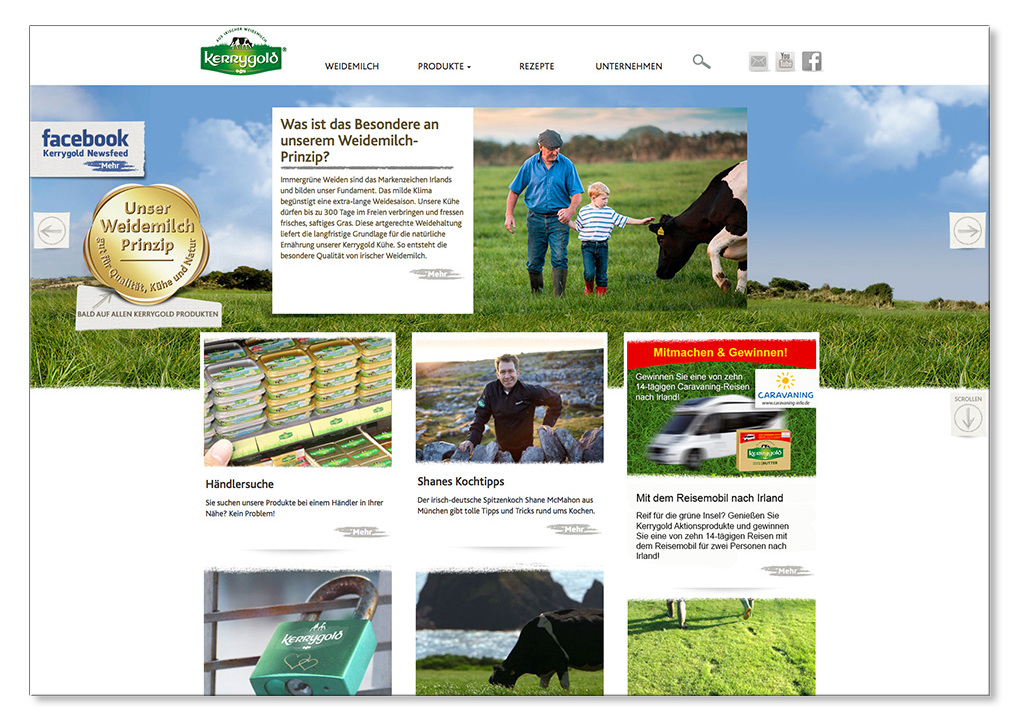 AUS IRISCHER WEIDEMILCH
Kerrygold
WEIDEMILCH
PRODUKTE
REZEPTE
UNTERNEHMEN
You
Tube
f
facebook
Kerrygold Newsfeed
Mehr
Unser
Weidemilch
Prinzip
gut für Qualität, Kühe und Natur
BALD AUF ALLEN KERRYGOLD PRODUKTEN
Was ist das Besondere an
unserem Weidemilch-
Prinzip?
Immergrüne Weiden sind das Markenzeichen Irlands
und bilden unser Fundament. Das milde Klima
begünstigt eine extra-lange Weidesaison. Unsere Kühe
dürfen bis zu 300 Tage im Freien verbringen und fressen
frisches, saftiges Gras. Diese artgerechte Weidehaltung
liefert die langfristige Grundlage für die natürliche
Ernährung unserer Kerrygold Kühe. So entsteht die
besondere Qualität von irischer Weidemilch.
Mehr
SCROLLEN
Kerrygold
Händlersuche
Sie suchen unsere Produkte bei einem Händler in Ihrer
Nähe? Kein Problem!
Mehr
Shanes Kochtipps
Der irisch-deutsche Spitzenkoch Shane McMahon aus
München gibt tolle Tipps und Tricks rund ums Kochen.
Mehr
Mitmachen & Gewinnen!
Gewinnen Sie eine von zehn
14-tägigen Caravaning-Reisen
nach Irland!
CARAVANING
www.caravaning-info.de
Kerrygold
Mit dem Reisemobil nach Irland
Reif für die grüne Insel? Genießen Sie
Kerrygold Aktionsprodukte und gewinnen
Sie eine von zehn 14-tägigen Reisen mit
dem Reisemobil für zwei Personen nach
Irland!
Mehr
Kerrygold